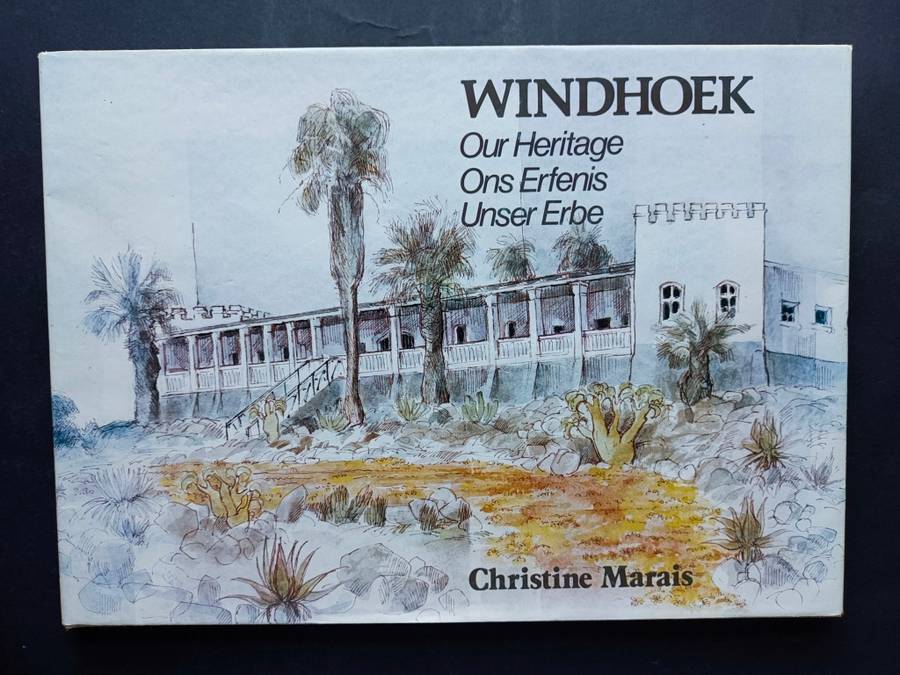 WINDHOEK
Our Heritage
Ons Erfenis
Unser Erbe
Christine Marais